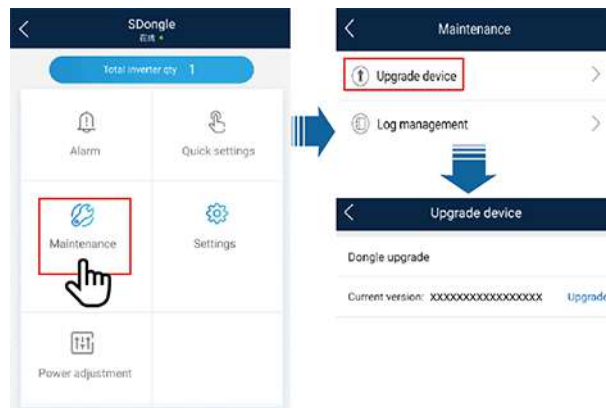 SDongle
在线
Total inverter qty 1
Alarm
Quick settings
Maintenance
Settings
Power adjustment
Maintenance
Upgrade device
Log management
Upgrade device
Dongle upgrade
Current version: XXXXXXXXXXXXXXXXX Upgrade